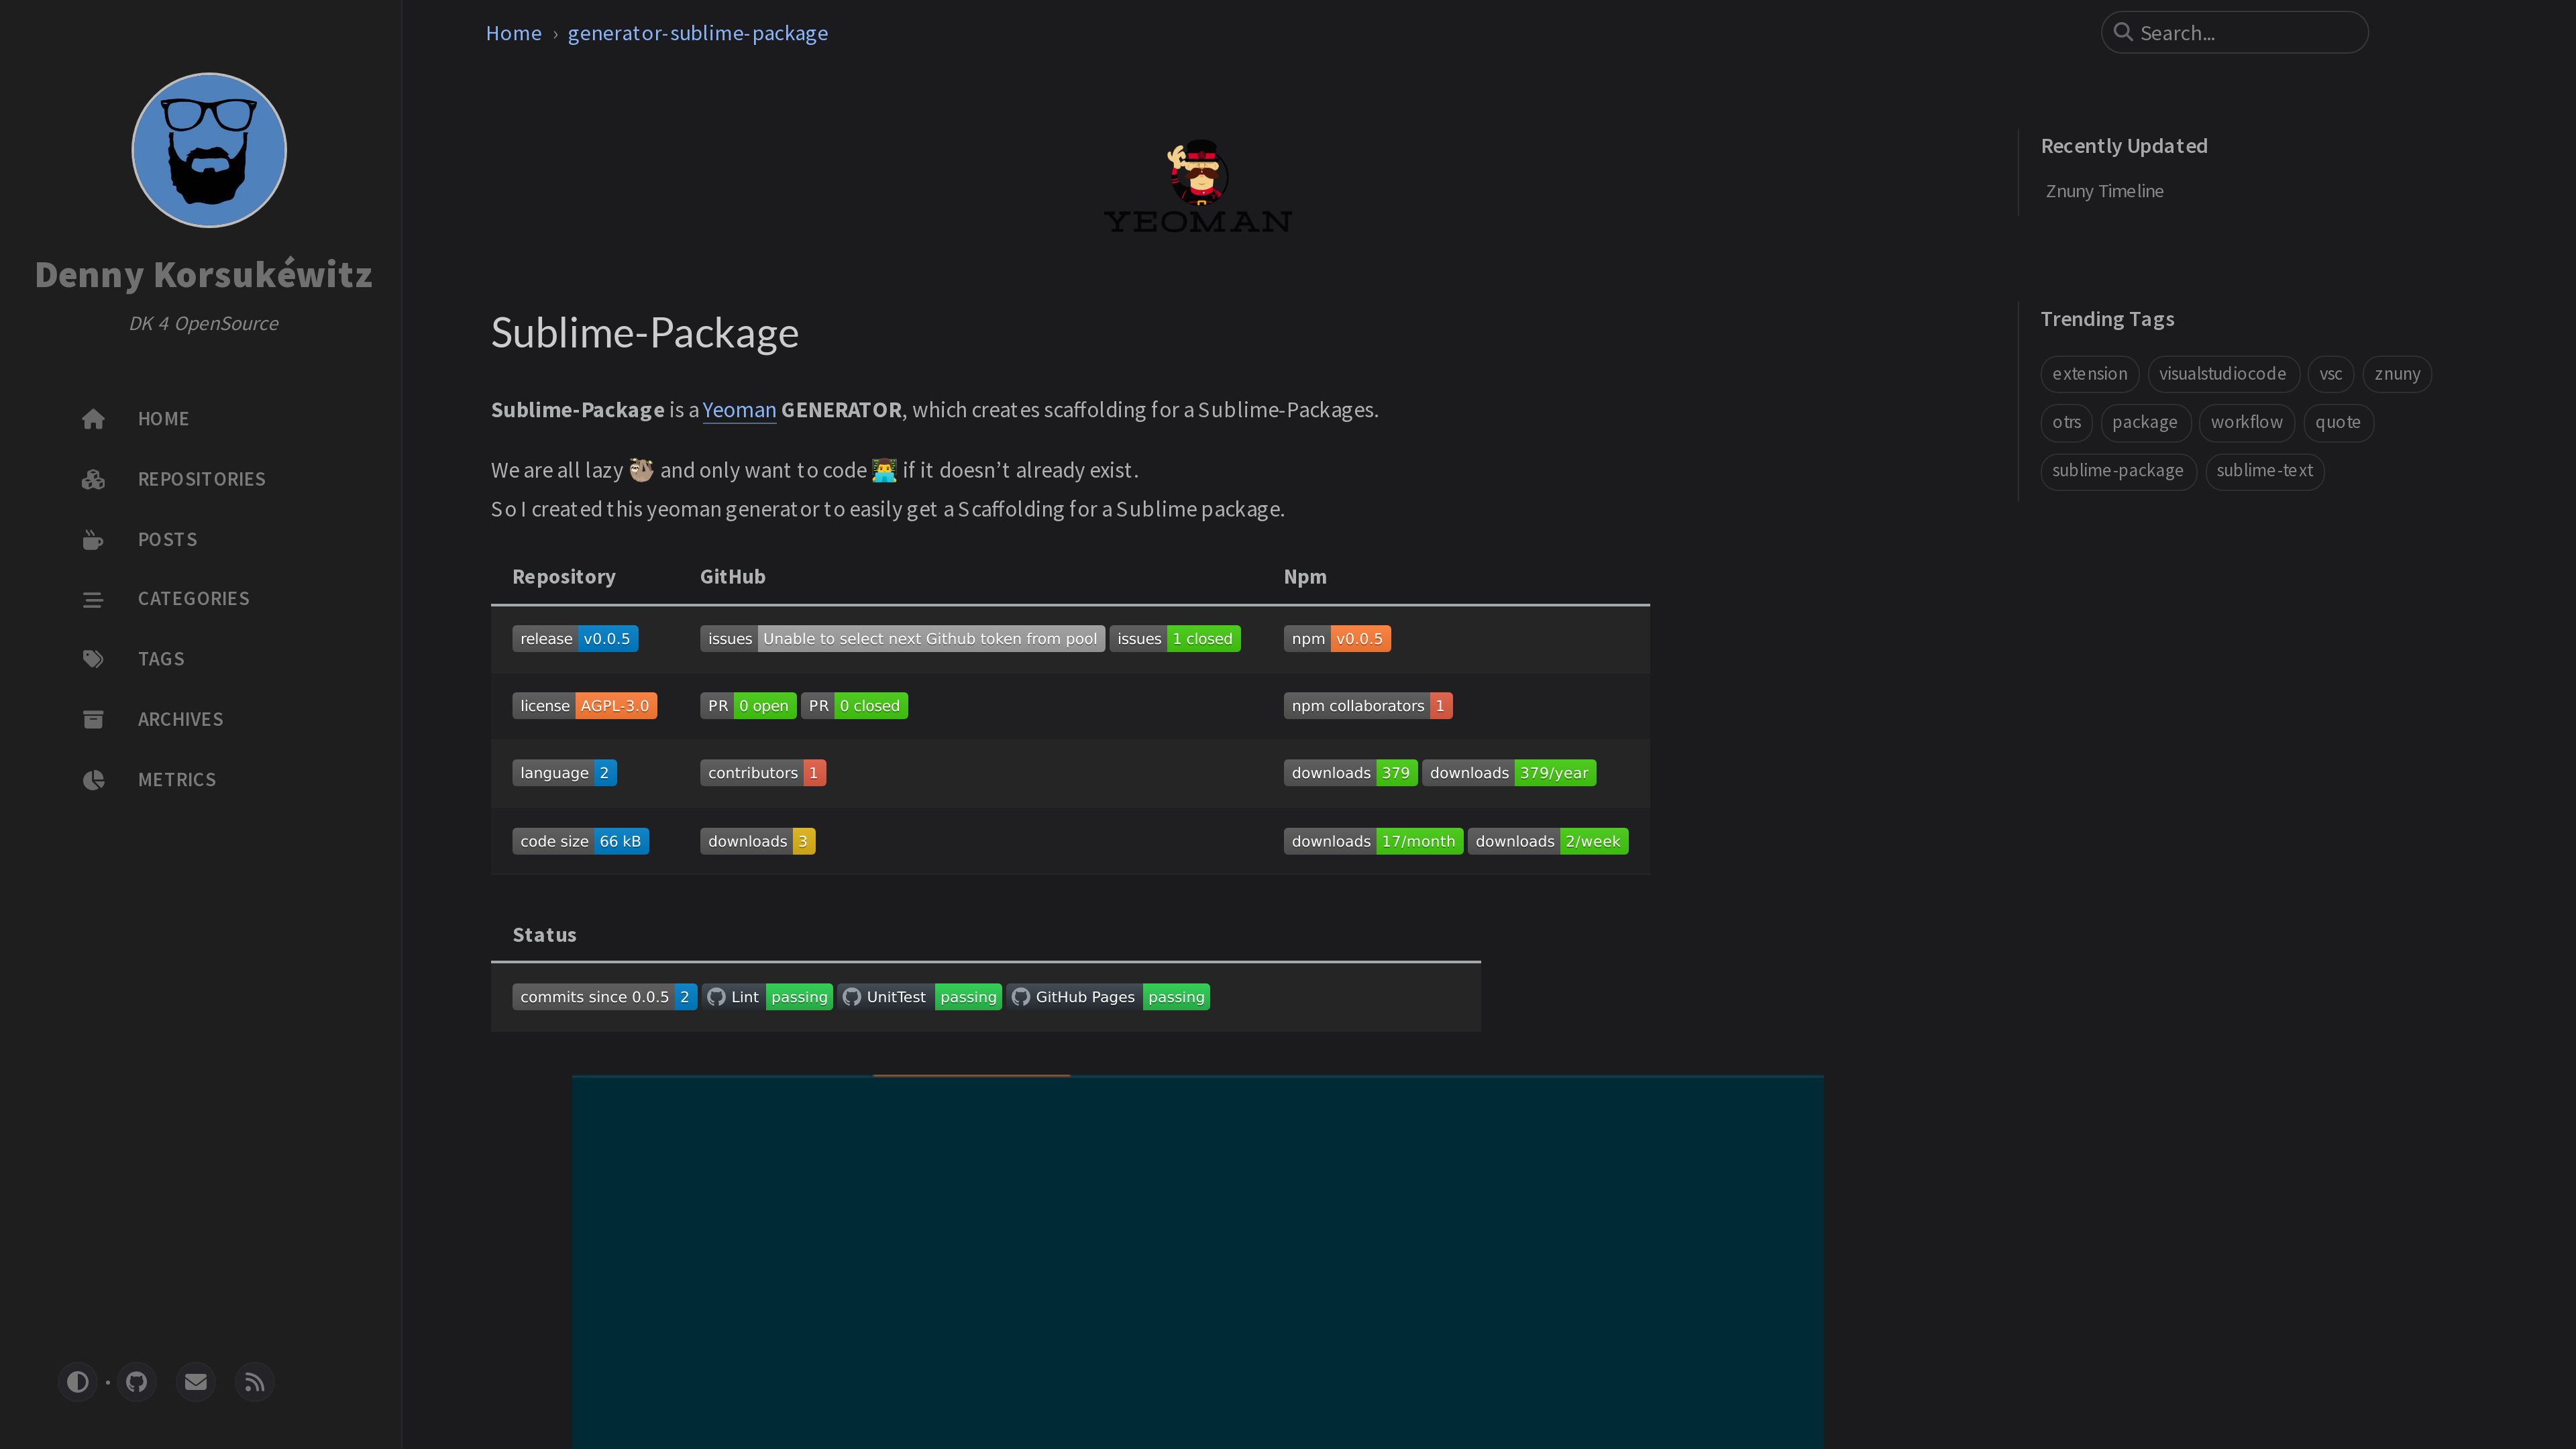 Denny Korsukéwitz
DK 4 OpenSource
HOME
REPOSITORIES
POSTS
CATEGORIES
TAGS
ARCHIVES
METRICS
Home › generator-sublime-package
Search...
YEOMAN
Sublime-Package
Sublime-Package is a Yeoman GENERATOR, which creates scaffolding for a Sublime-Packages.
We are all lazy 🦥 and only want to code 👨‍💻 if it doesn’t already exist.
So I created this yeoman generator to easily get a Scaffolding for a Sublime package.
Repository GitHub Npm
release v0.0.5 issues Unable to select next Github token from pool issues 1 closed npm v0.0.5
license AGPL-3.0 PR 0 open PR 0 closed npm collaborators 1
language 2 contributors 1 downloads 379 downloads 379/year
code size 66 kB downloads 3 downloads 17/month downloads 2/week
Status
commits since 0.0.5 2 Lint passing UnitTest passing GitHub Pages passing
Recently Updated
Znuny Timeline
Trending Tags
extension visualstudiocode vsc znuny
otrs package workflow quote
sublime-package sublime-text